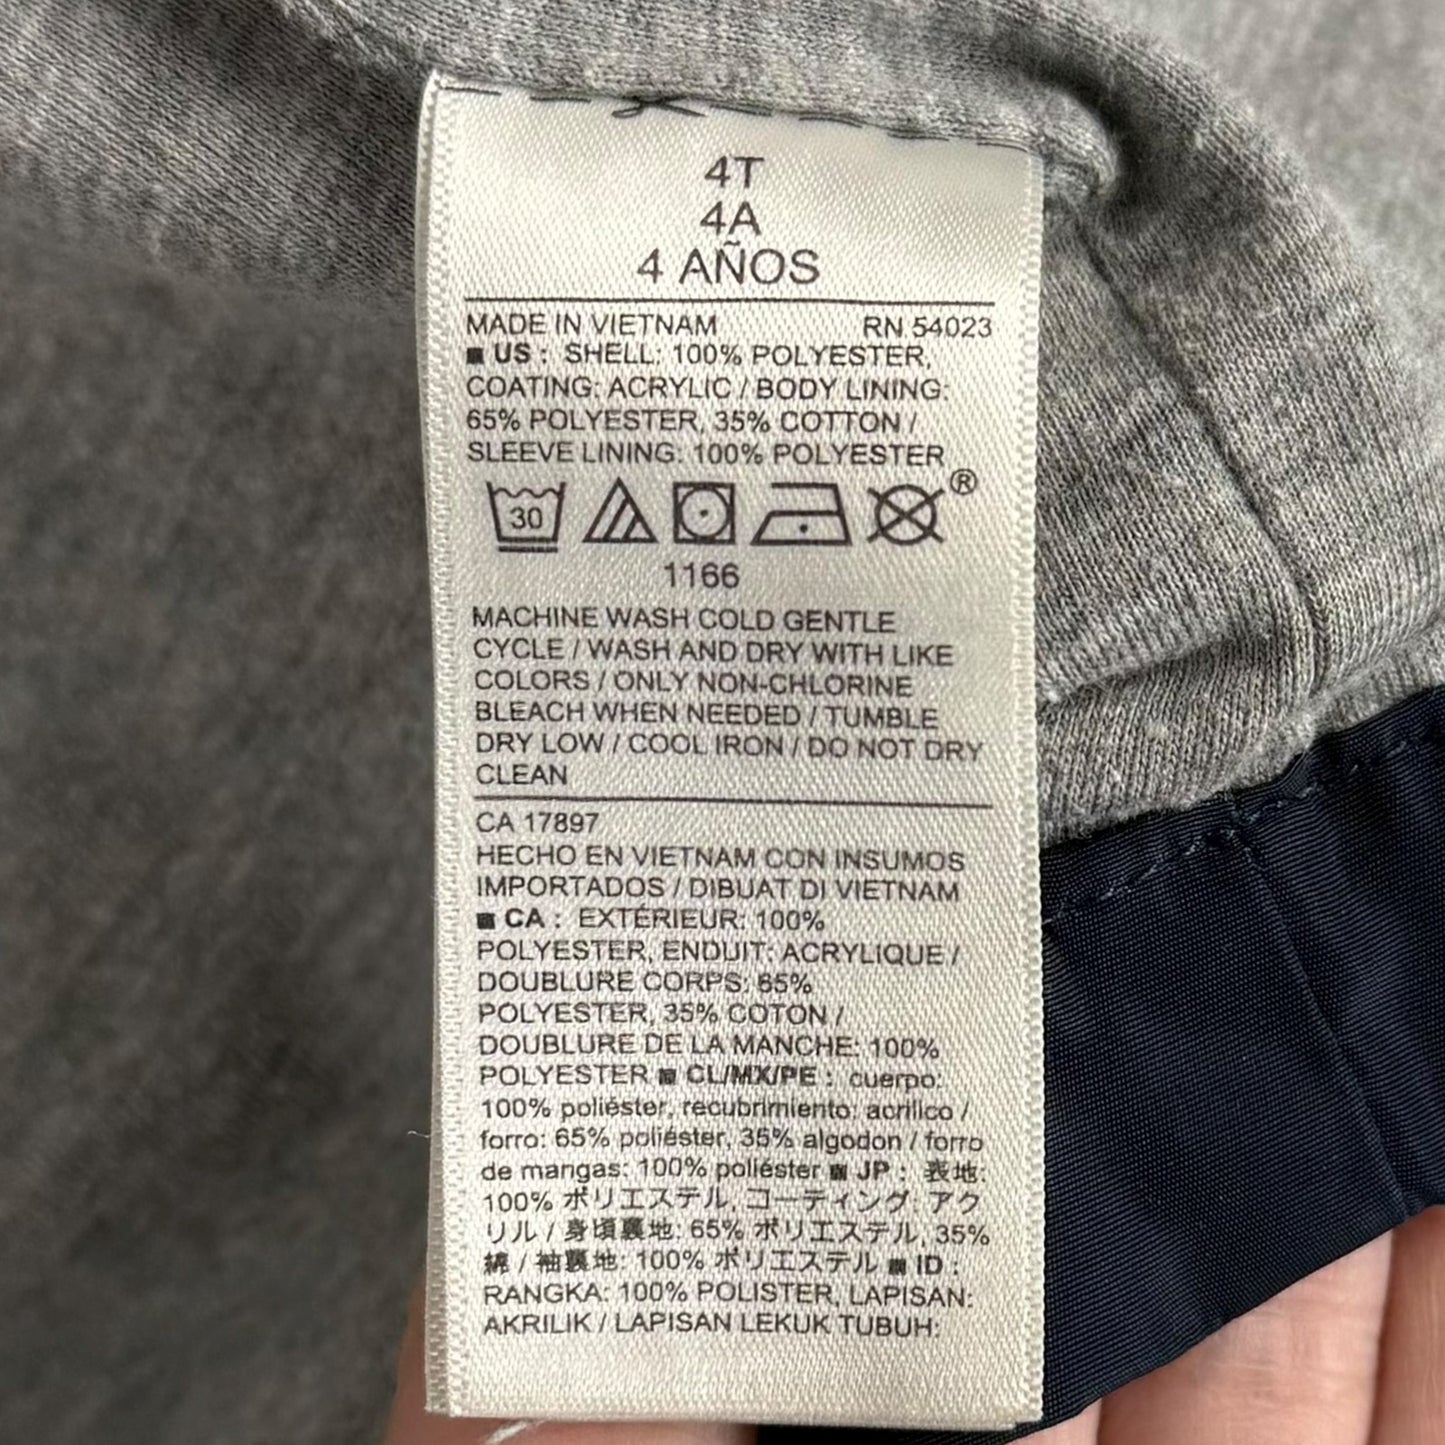 4T
4A
4 AÑOS
MADE IN VIETNAM RN 54023
■ US : SHELL: 100% POLYESTER,
COATING: ACRYLIC / BODY LINING:
65% POLYESTER, 35% COTTON /
SLEEVE LINING: 100% POLYESTER
30 ®
1166
MACHINE WASH COLD GENTLE
CYCLE / WASH AND DRY WITH LIKE
COLORS / ONLY NON-CHLORINE
BLEACH WHEN NEEDED / TUMBLE
DRY LOW / COOL IRON / DO NOT DRY
CLEAN
CA 17897
HECHO EN VIETNAM CON INSUMOS
IMPORTADOS / DIBUAT DI VIETNAM
■ CA : EXTÉRIEUR: 100%
POLYESTER, ENDUIT: ACRYLIQUE /
DOUBLURE CORPS: 65%
POLYESTER, 35% COTON /
DOUBLURE DE LA MANCHE: 100%
POLYESTER ■ CL/MX/PE : cuerpo:
100% poliéster, recubrimiento: acrílico /
forro: 65% poliéster, 35% algodon / forro
de mangas: 100% poliéster ■ JP : 表地:
100% ポリエステル, コーティング: アク
リル / 身頃裏地: 65% ポリエステル, 35%
綿 / 袖裏地: 100% ポリエステル ■ ID :
RANGKA: 100% POLISTER, LAPISAN:
AKRILIK / LAPISAN LEKUK TUBUH: